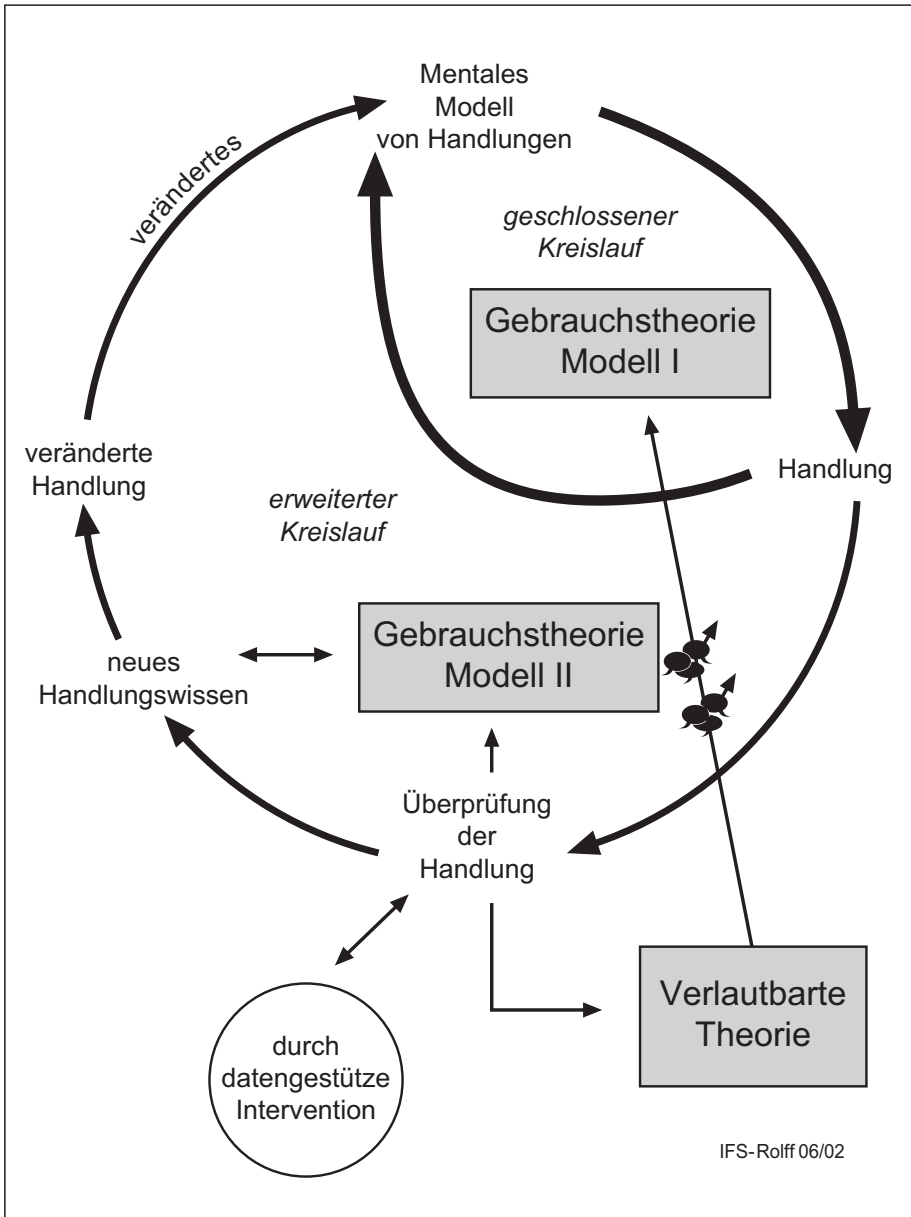 Mentales
Modell
von Handlungen
verändertes
geschlossener
Kreislauf
Gebrauchstheorie
Modell I
veränderte
Handlung
Handlung
erweiterter
Kreislauf
Gebrauchstheorie
Modell II
neues
Handlungswissen
Überprüfung
der
Handlung
Verlautbarte
Theorie
durch
datengestütze
Intervention
IFS-Rolff 06/02